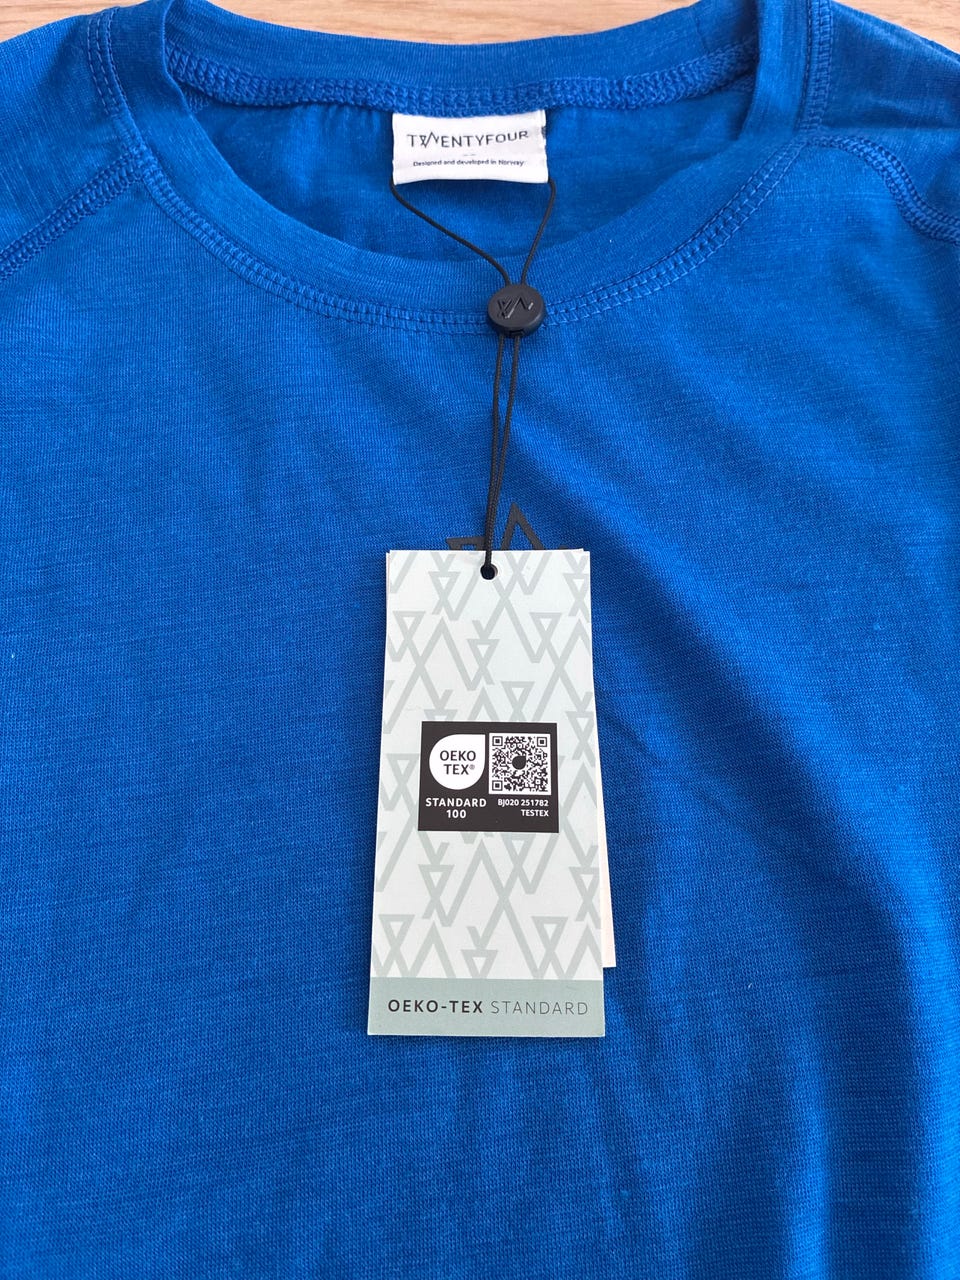 TWENTYFOUR
Designed and developed in Norway
OEKO
TEX®
STANDARD
100
BJ020 251782
TESTEX
OEKO-TEX STANDARD